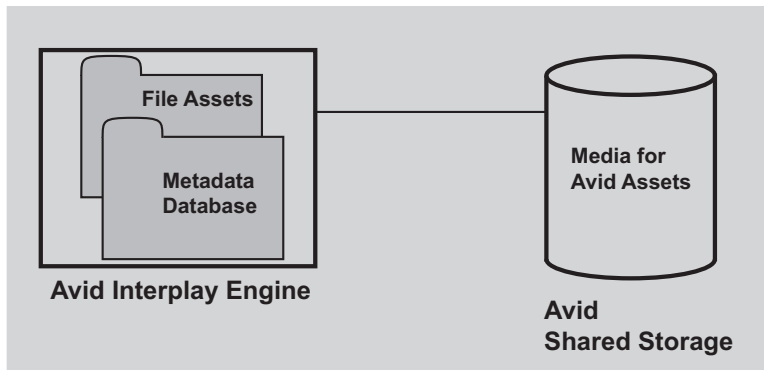 File Assets
Metadata
Database
Avid Interplay Engine
Media for
Avid Assets
Avid
Shared Storage